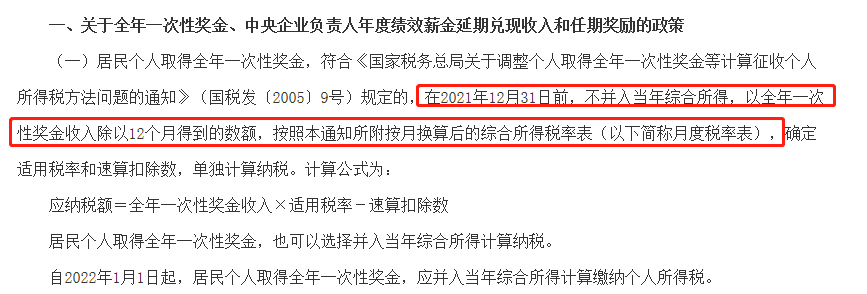 一、关于全年一次性奖金、中央企业负责人年度绩效薪金延期兑现收入和任期奖励的政策
（一）居民个人取得全年一次性奖金，符合《国家税务总局关于调整个人取得全年一次性奖金等计算征收个人
所得税方法问题的通知》（国税发〔2005〕9号）规定的，在2021年12月31日前，不并入当年综合所得，以全年一次
性奖金收入除以12个月得到的数额，按照本通知所附按月换算后的综合所得税率表（以下简称月度税率表），确定
适用税率和速算扣除数，单独计算纳税。计算公式为：
应纳税额＝全年一次性奖金收入×适用税率－速算扣除数
居民个人取得全年一次性奖金，也可以选择并入当年综合所得计算纳税。
自2022年1月1日起，居民个人取得全年一次性奖金，应并入当年综合所得计算缴纳个人所得税。